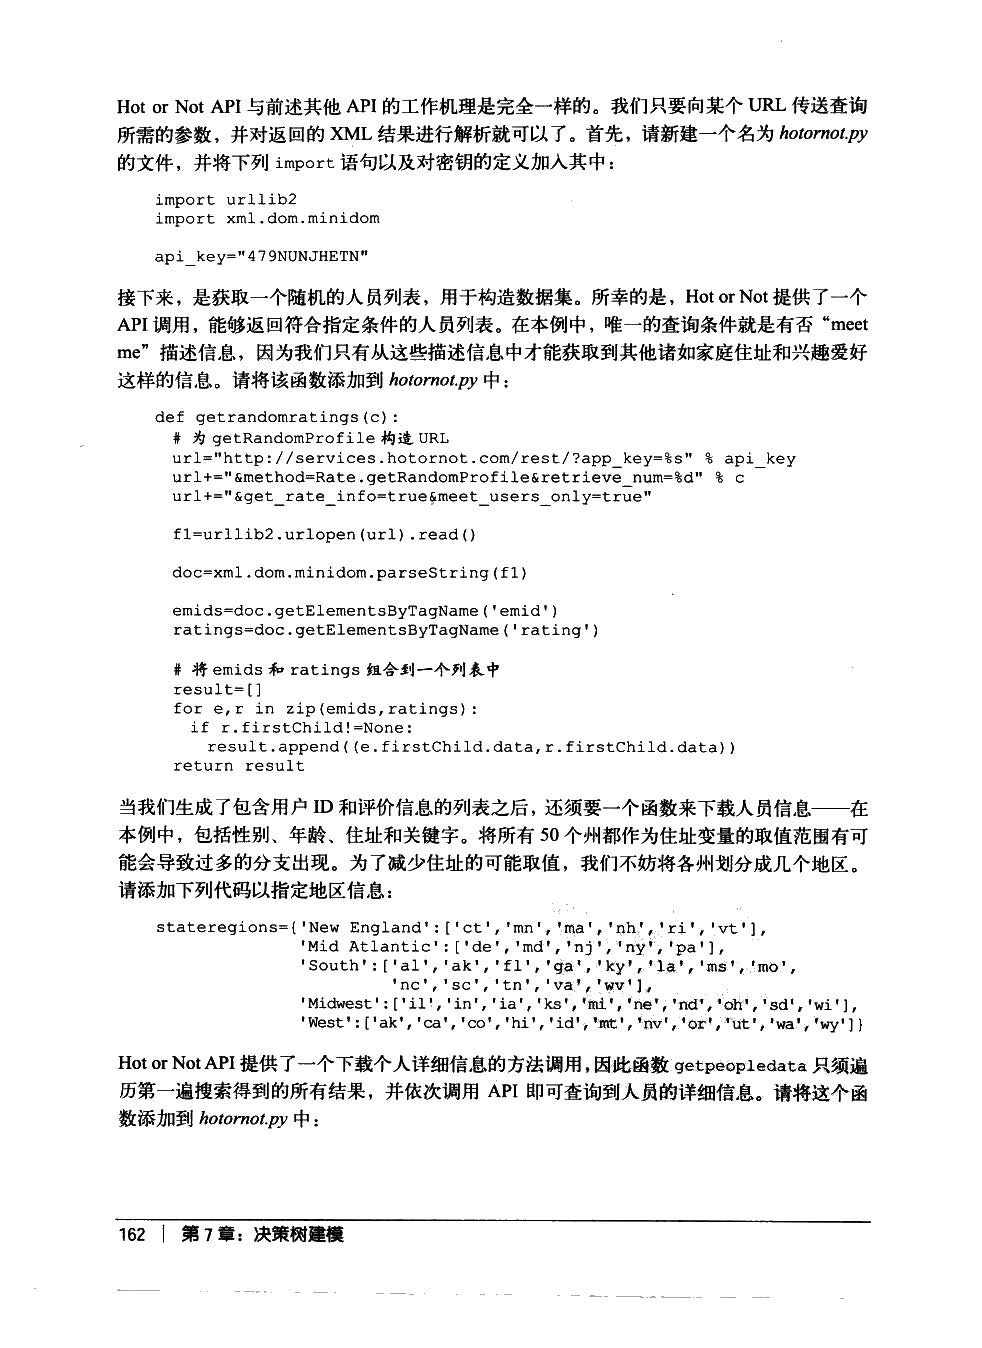 Hot or Not API 与前述其他 API 的工作机理是完全一样的。我们只要向某个 URL 传送查询
所需的参数，并对返回的 XML 结果进行解析就可以了。首先，请新建一个名为 hotornot.py
的文件，并将下列 import 语句以及对密钥的定义加入其中：
import urllib2
import xml.dom.minidom
api_key="479NUNJHETN"
接下来，是获取一个随机的人员列表，用于构造数据集。所幸的是，Hot or Not 提供了一个
API 调用，能够返回符合指定条件的人员列表。在本例中，唯一的查询条件就是有否“meet
me”描述信息，因为我们只有从这些描述信息中才能获取到其他诸如家庭住址和兴趣爱好
这样的信息。请将该函数添加到 hotornot.py 中：
def getrandomratings(c):
# 为 getRandomProfile 构造 URL
url="http://services.hotornot.com/rest/?app_key=%s" % api_key
url+="&method=Rate.getRandomProfile&retrieve_num=%d" % c
url+="&get_rate_info=true&meet_users_only=true"
f1=urllib2.urlopen(url).read()
doc=xml.dom.minidom.parseString(f1)
emids=doc.getElementsByTagName('emid')
ratings=doc.getElementsByTagName('rating')
# 将 emids 和 ratings 组合到一个列表中
result=[]
for e,r in zip(emids,ratings):
if r.firstChild!=None:
result.append((e.firstChild.data,r.firstChild.data))
return result
当我们生成了包含用户 ID 和评价信息的列表之后，还须要一个函数来下载人员信息——在
本例中，包括性别、年龄、住址和关键字。将所有 50 个州都作为住址变量的取值范围有可
能会导致过多的分支出现。为了减少住址的可能取值，我们不妨将各州划分成几个地区。
请添加下列代码以指定地区信息：
stateregions={'New England':['ct','mn','ma','nh','ri','vt'],
'Mid Atlantic':['de','md','nj','ny','pa'],
'South':['al','ak','fl','ga','ky','la','ms','mo',
'nc','sc','tn','va','wv'],
'Midwest':['il','in','ia','ks','mi','ne','nd','oh','sd','wi'],
'West':['ak','ca','co','hi','id','mt','nv','or','ut','wa','wy']}
Hot or Not API 提供了一个下载个人详细信息的方法调用，因此函数 getpeopledata 只须遍
历第一遍搜索得到的所有结果，并依次调用 API 即可查询到人员的详细信息。请将这个函
数添加到 hotornot.py 中：
162 | 第 7 章：决策树建模